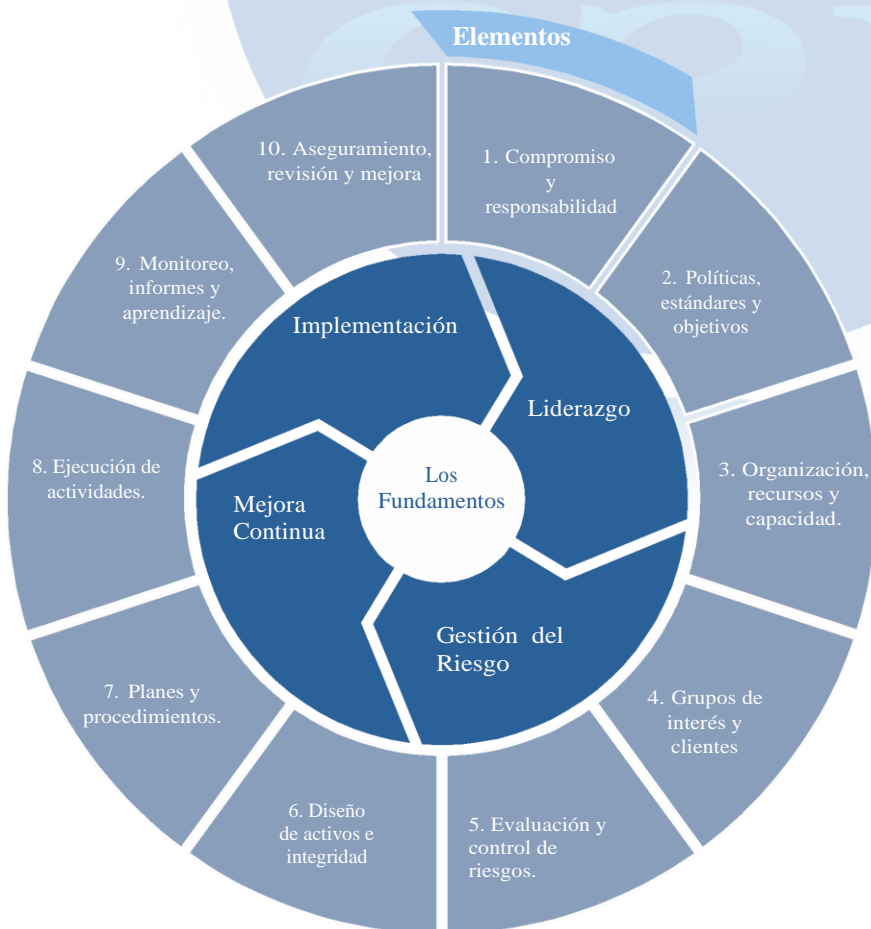 Elementos
1. Compromiso
y
responsabilidad
2. Políticas,
estándares y
objetivos
3. Organización,
recursos y
capacidad.
4. Grupos de
interés y
clientes
5. Evaluación y
control de
riesgos.
6. Diseño
de activos e
integridad
7. Planes y
procedimientos.
8. Ejecución de
actividades.
9. Monitoreo,
informes y
aprendizaje.
10. Aseguramiento,
revisión y mejora
Implementación
Liderazgo
Gestión del
Riesgo
Mejora
Continua
Los
Fundamentos